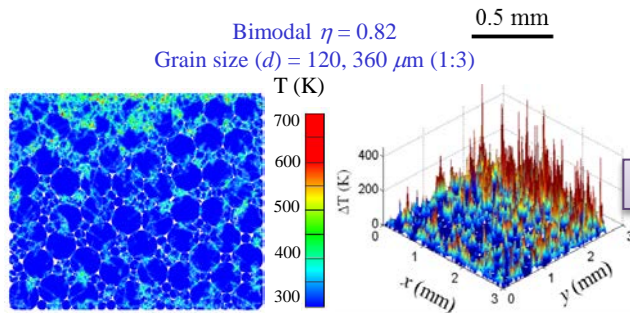 0.5 mm
Bimodal η = 0.82
Grain size (d) = 120, 360 μm (1:3)
T (K)
700
600
500
400
300
ΔT (K)
400
200
0
0
1
2
3
x (mm)
0
1
2
3
y (mm)